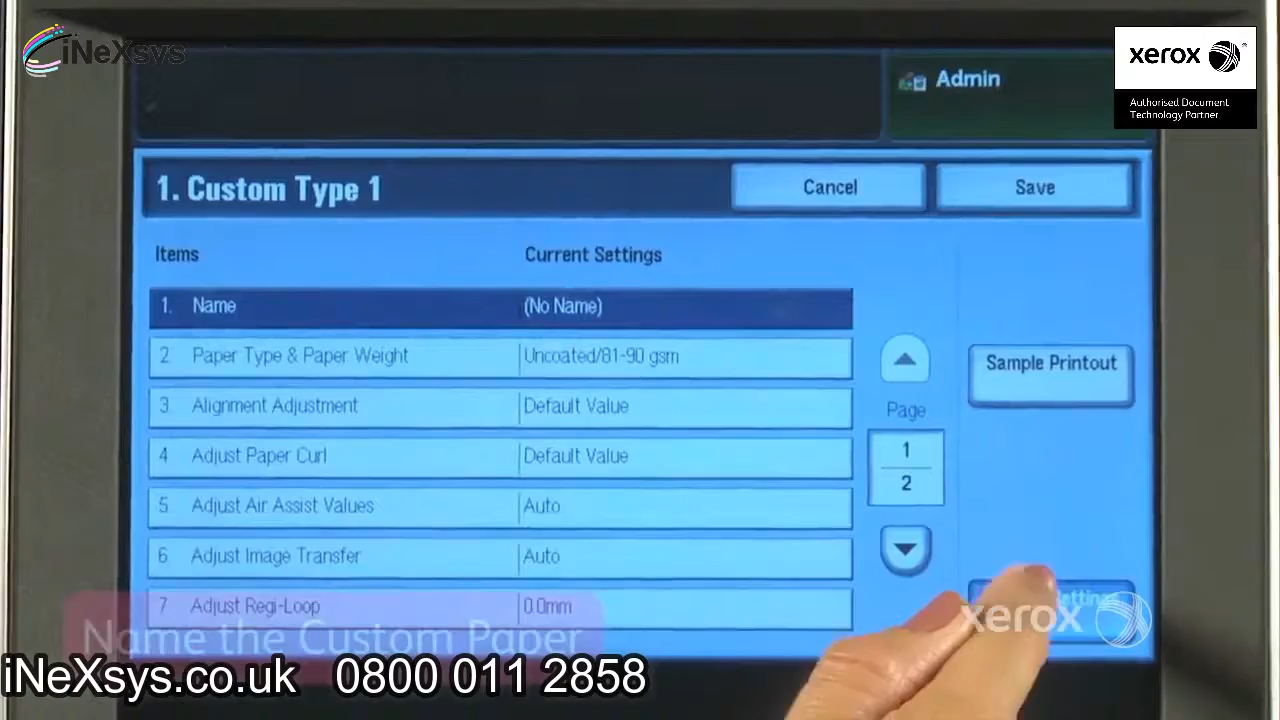 iNeXsys
Admin
xerox
Authorised Document
Technology Partner
1. Custom Type 1
Cancel
Save
Items
Current Settings
1. Name (No Name)
2 Paper Type & Paper Weight Uncoated/81-90 gsm
3. Alignment Adjustment Default Value
4 Adjust Paper Curl Default Value
5 Adjust Air Assist Values Auto
6 Adjust Image Transfer Auto
7 Adjust Regi-Loop 0.0mm
Page
1
2
Sample Printout
xerox
Name the Custom Paper
iNeXsys.co.uk 0800 011 2858